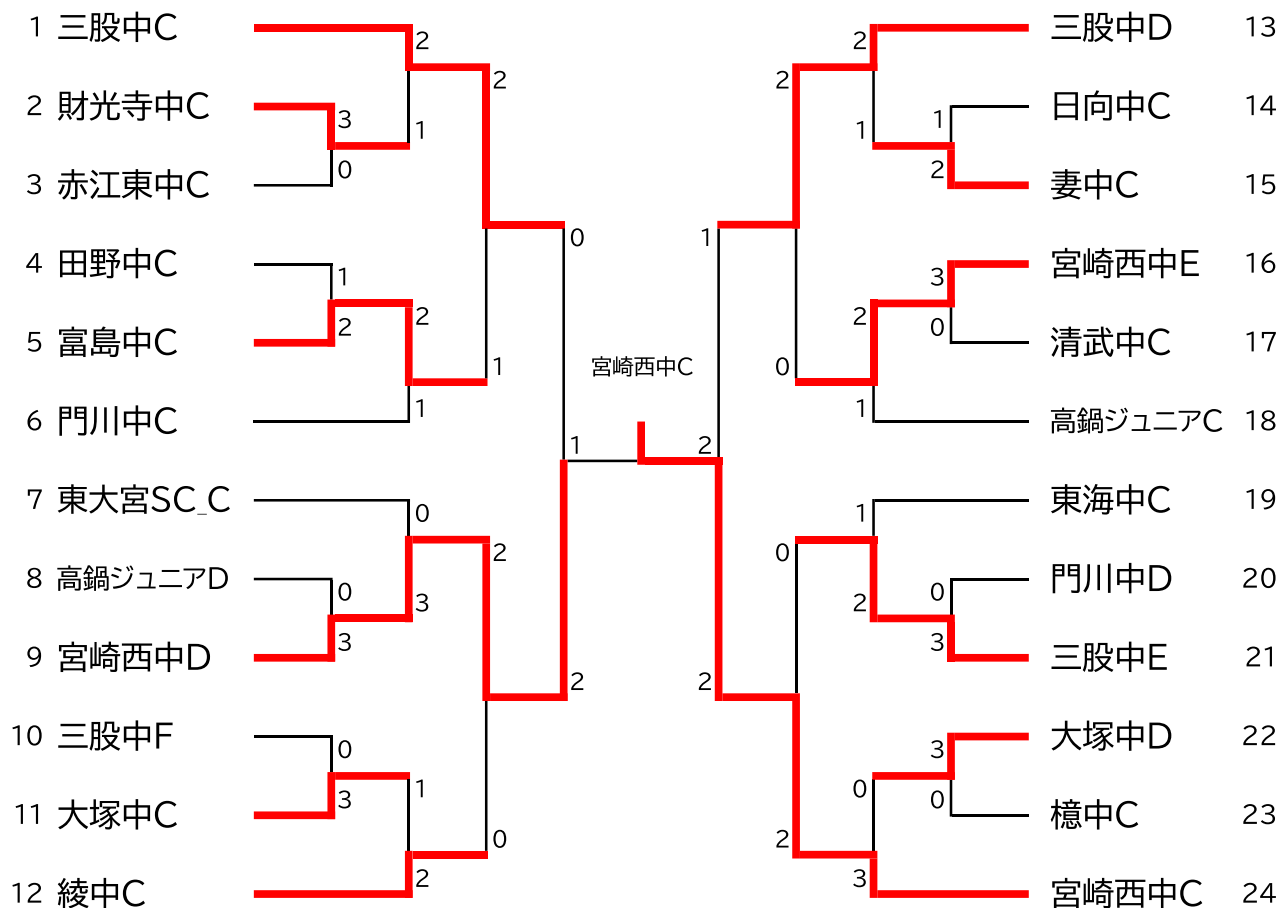 1 三股中C
2 財光寺中C
3 赤江東中C
4 田野中C
5 富島中C
6 門川中C
7 東大宮SC_C
8 高鍋ジュニアD
9 宮崎西中D
10 三股中F
11 大塚中C
12 綾中C
2
3
1
0
2
1
2
2
1
1
0
0
0
3
3
2
0
3
1
2
0
2
1
宮崎西中C
2
1
2
2
2
1
1
2
0
3
0
2
1
0
1
2
0
3
3
0
0
3
2
三股中D 13
日向中C 14
妻中C 15
宮崎西中E 16
清武中C 17
高鍋ジュニアC 18
東海中C 19
門川中D 20
三股中E 21
大塚中D 22
檍中C 23
宮崎西中C 24